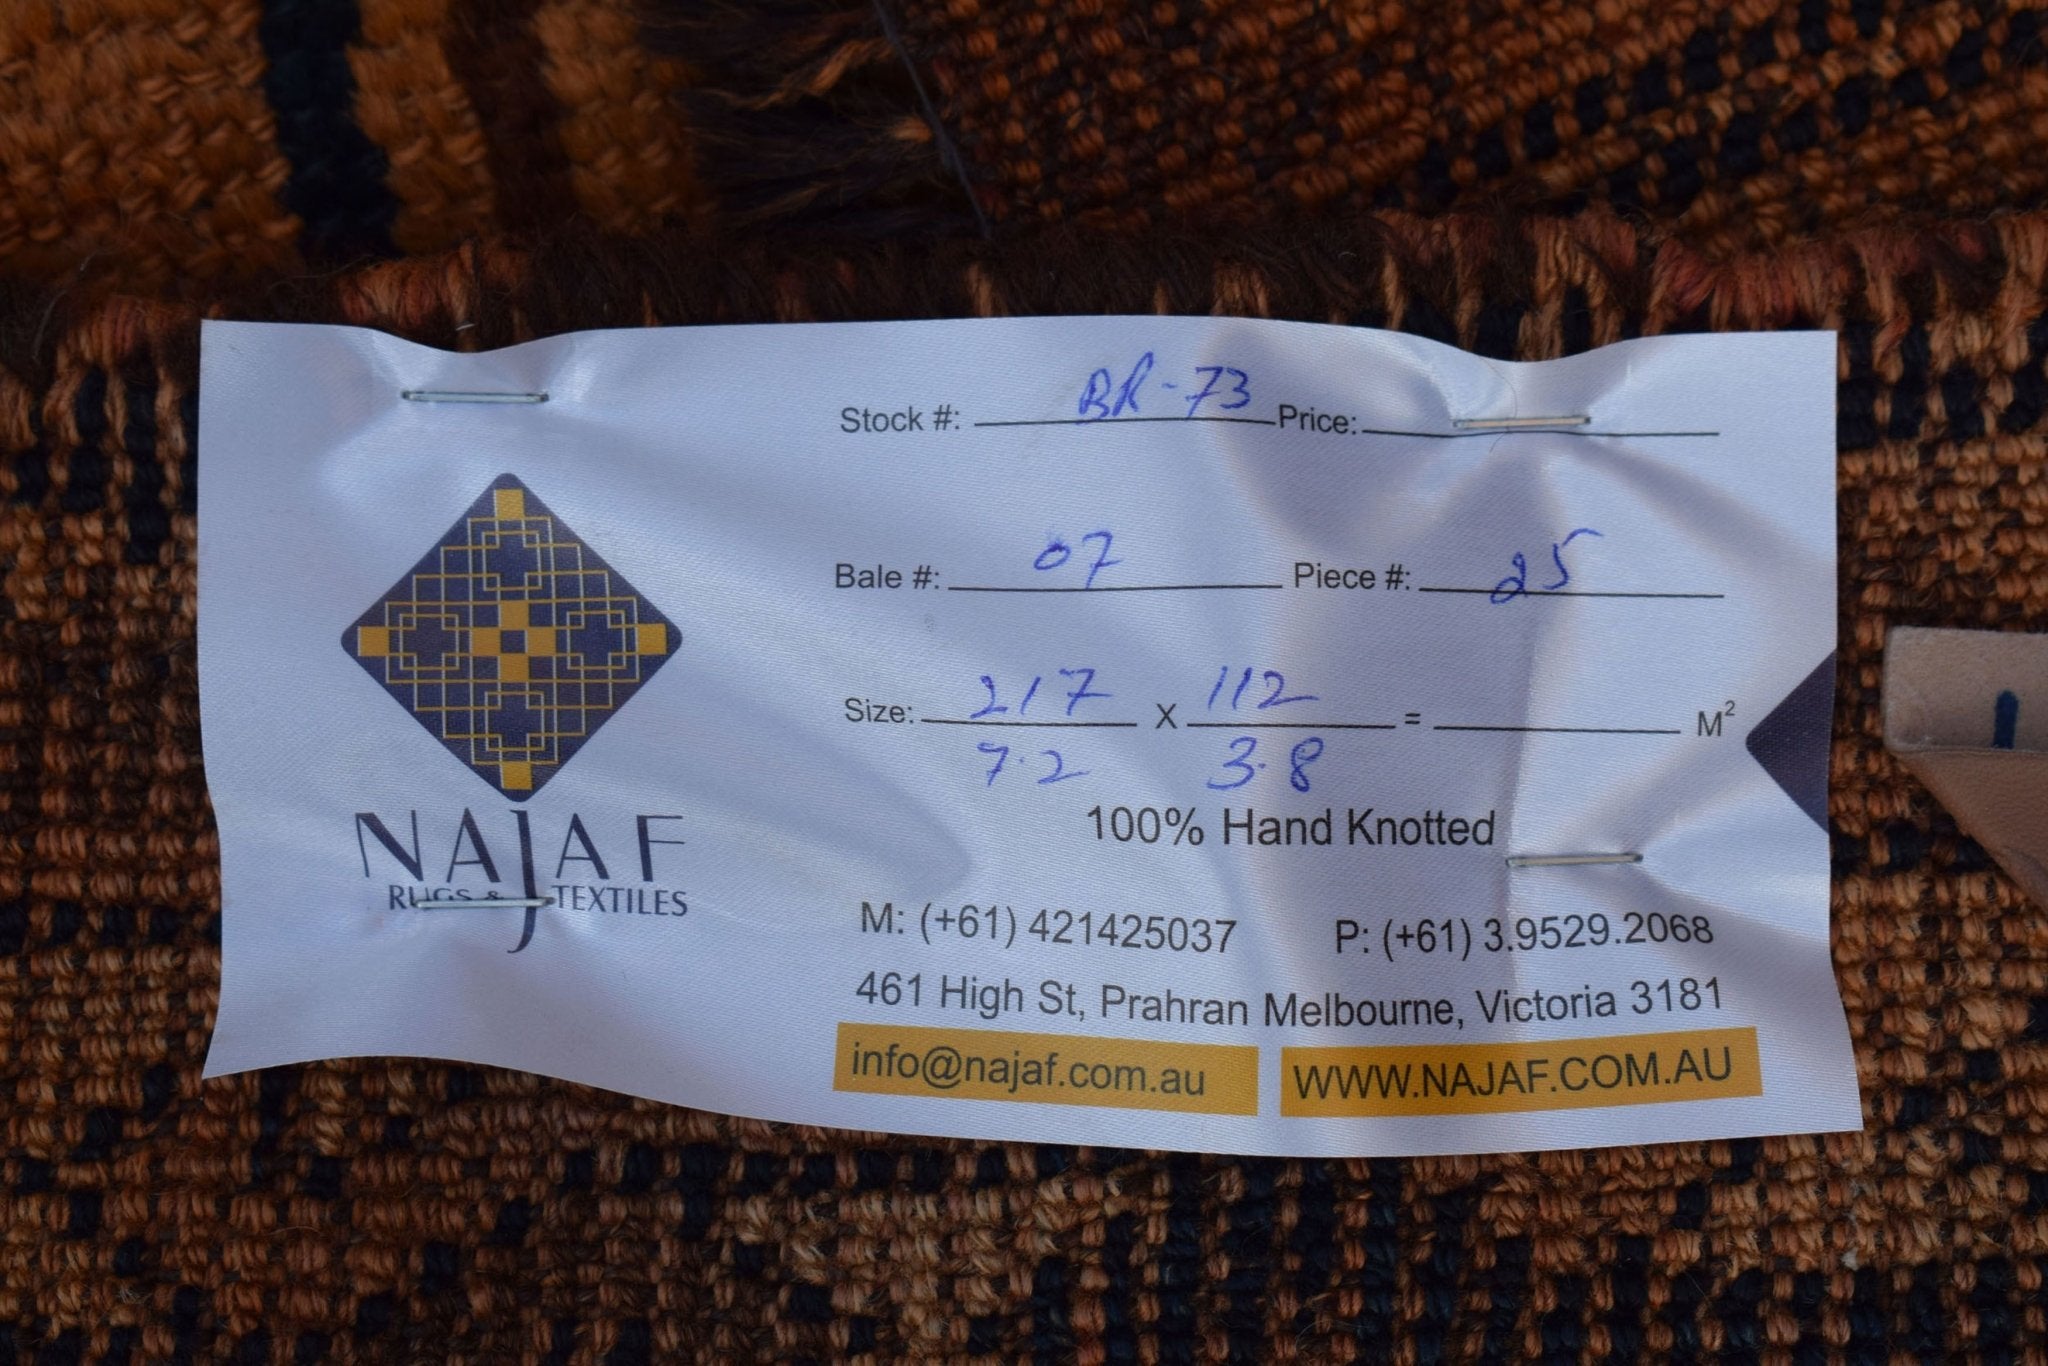 Stock #: BR-73 Price:
Bale #: 07 Piece #: 25
Size: 217 X 112 = M²
7.2 3.8
100% Hand Knotted
NAJAF
RUGS & TEXTILES
M: (+61) 421425037 P: (+61) 3.9529.2068
461 High St, Prahran Melbourne, Victoria 3181
info@najaf.com.au WWW.NAJAF.COM.AU